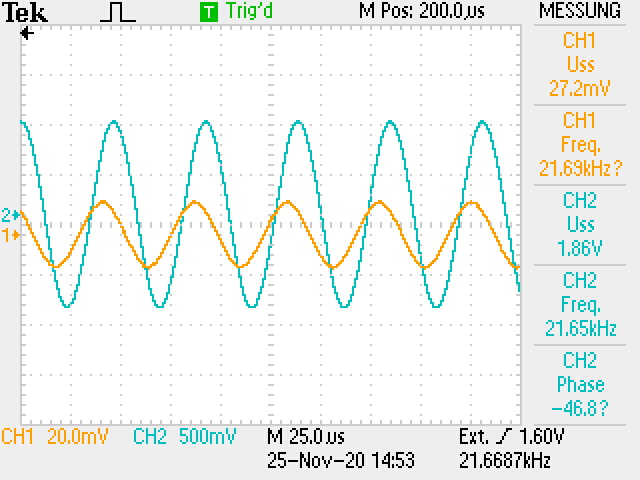 Tek T Trig'd M Pos: 200.0µs MESSUNG
CH1
Uss
27.2mV
CH1
Freq.
21.69kHz?
CH2
Uss
1.86V
CH2
Freq.
21.65kHz
CH2
Phase
-46.8?
2
1
CH1 20.0mV CH2 500mV M 25.0µs Ext. 1.60V
25-Nov-20 14:53 21.6687kHz